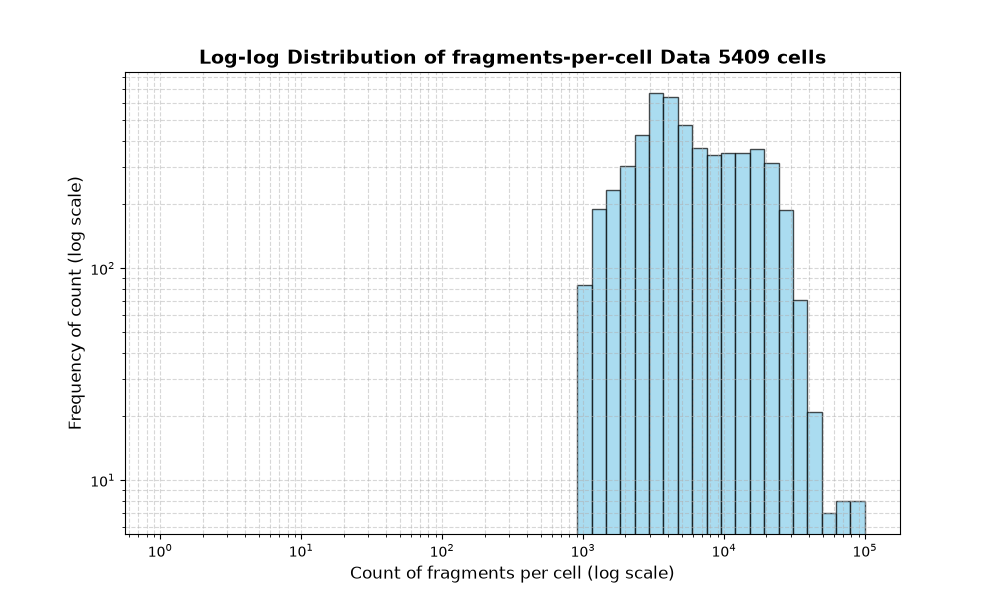 Log-log Distribution of fragments-per-cell Data 5409 cells
Frequency of count (log scale)
10²
10¹
10⁰ 10¹ 10² 10³ 10⁴ 10⁵
Count of fragments per cell (log scale)